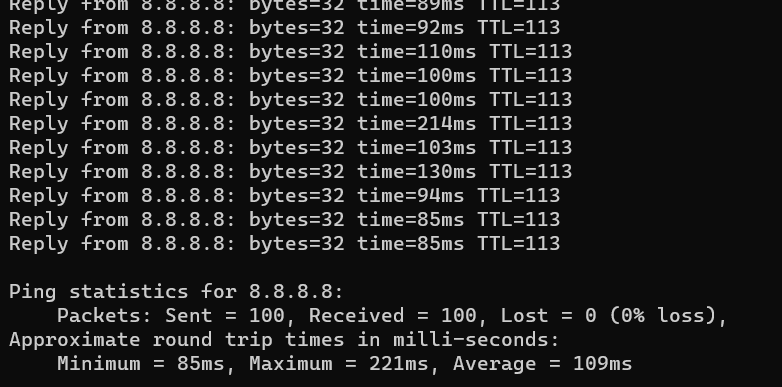 Reply from 8.8.8.8: bytes=32 time=89ms TTL=113
Reply from 8.8.8.8: bytes=32 time=92ms TTL=113
Reply from 8.8.8.8: bytes=32 time=110ms TTL=113
Reply from 8.8.8.8: bytes=32 time=100ms TTL=113
Reply from 8.8.8.8: bytes=32 time=100ms TTL=113
Reply from 8.8.8.8: bytes=32 time=214ms TTL=113
Reply from 8.8.8.8: bytes=32 time=103ms TTL=113
Reply from 8.8.8.8: bytes=32 time=130ms TTL=113
Reply from 8.8.8.8: bytes=32 time=94ms TTL=113
Reply from 8.8.8.8: bytes=32 time=85ms TTL=113
Reply from 8.8.8.8: bytes=32 time=85ms TTL=113

Ping statistics for 8.8.8.8:
    Packets: Sent = 100, Received = 100, Lost = 0 (0% loss),
Approximate round trip times in milli-seconds:
    Minimum = 85ms, Maximum = 221ms, Average = 109ms